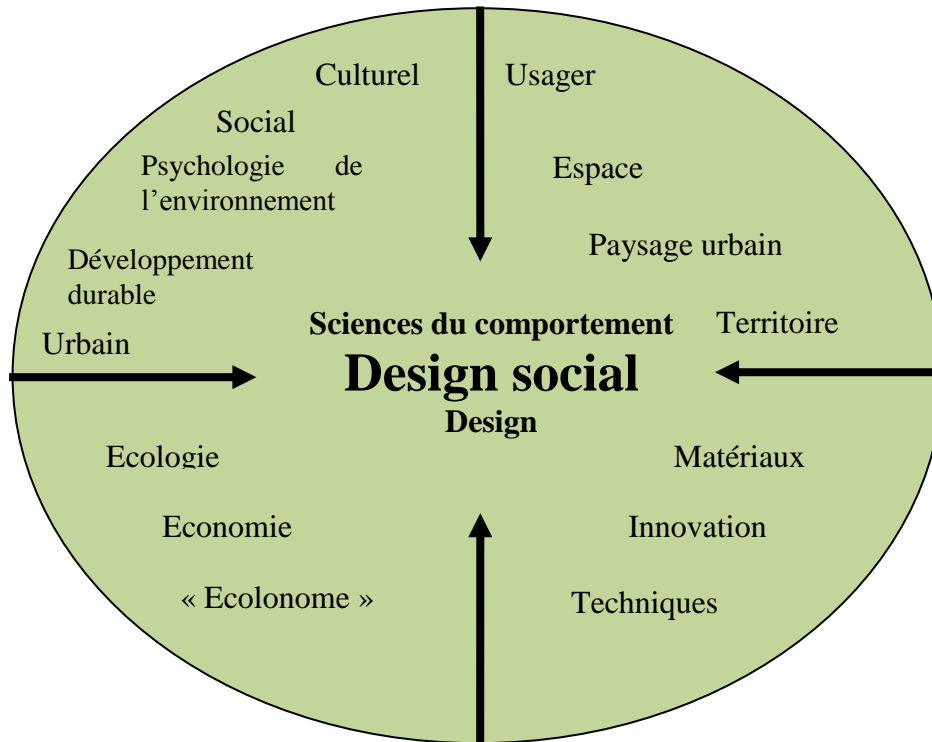 Culturel
Usager
Social
Psychologie de
l’environnement
Espace
Paysage urbain
Développement
durable
Urbain
Sciences du comportement
Territoire
Design social
Design
Ecologie
Matériaux
Economie
Innovation
« Ecolonome »
Techniques